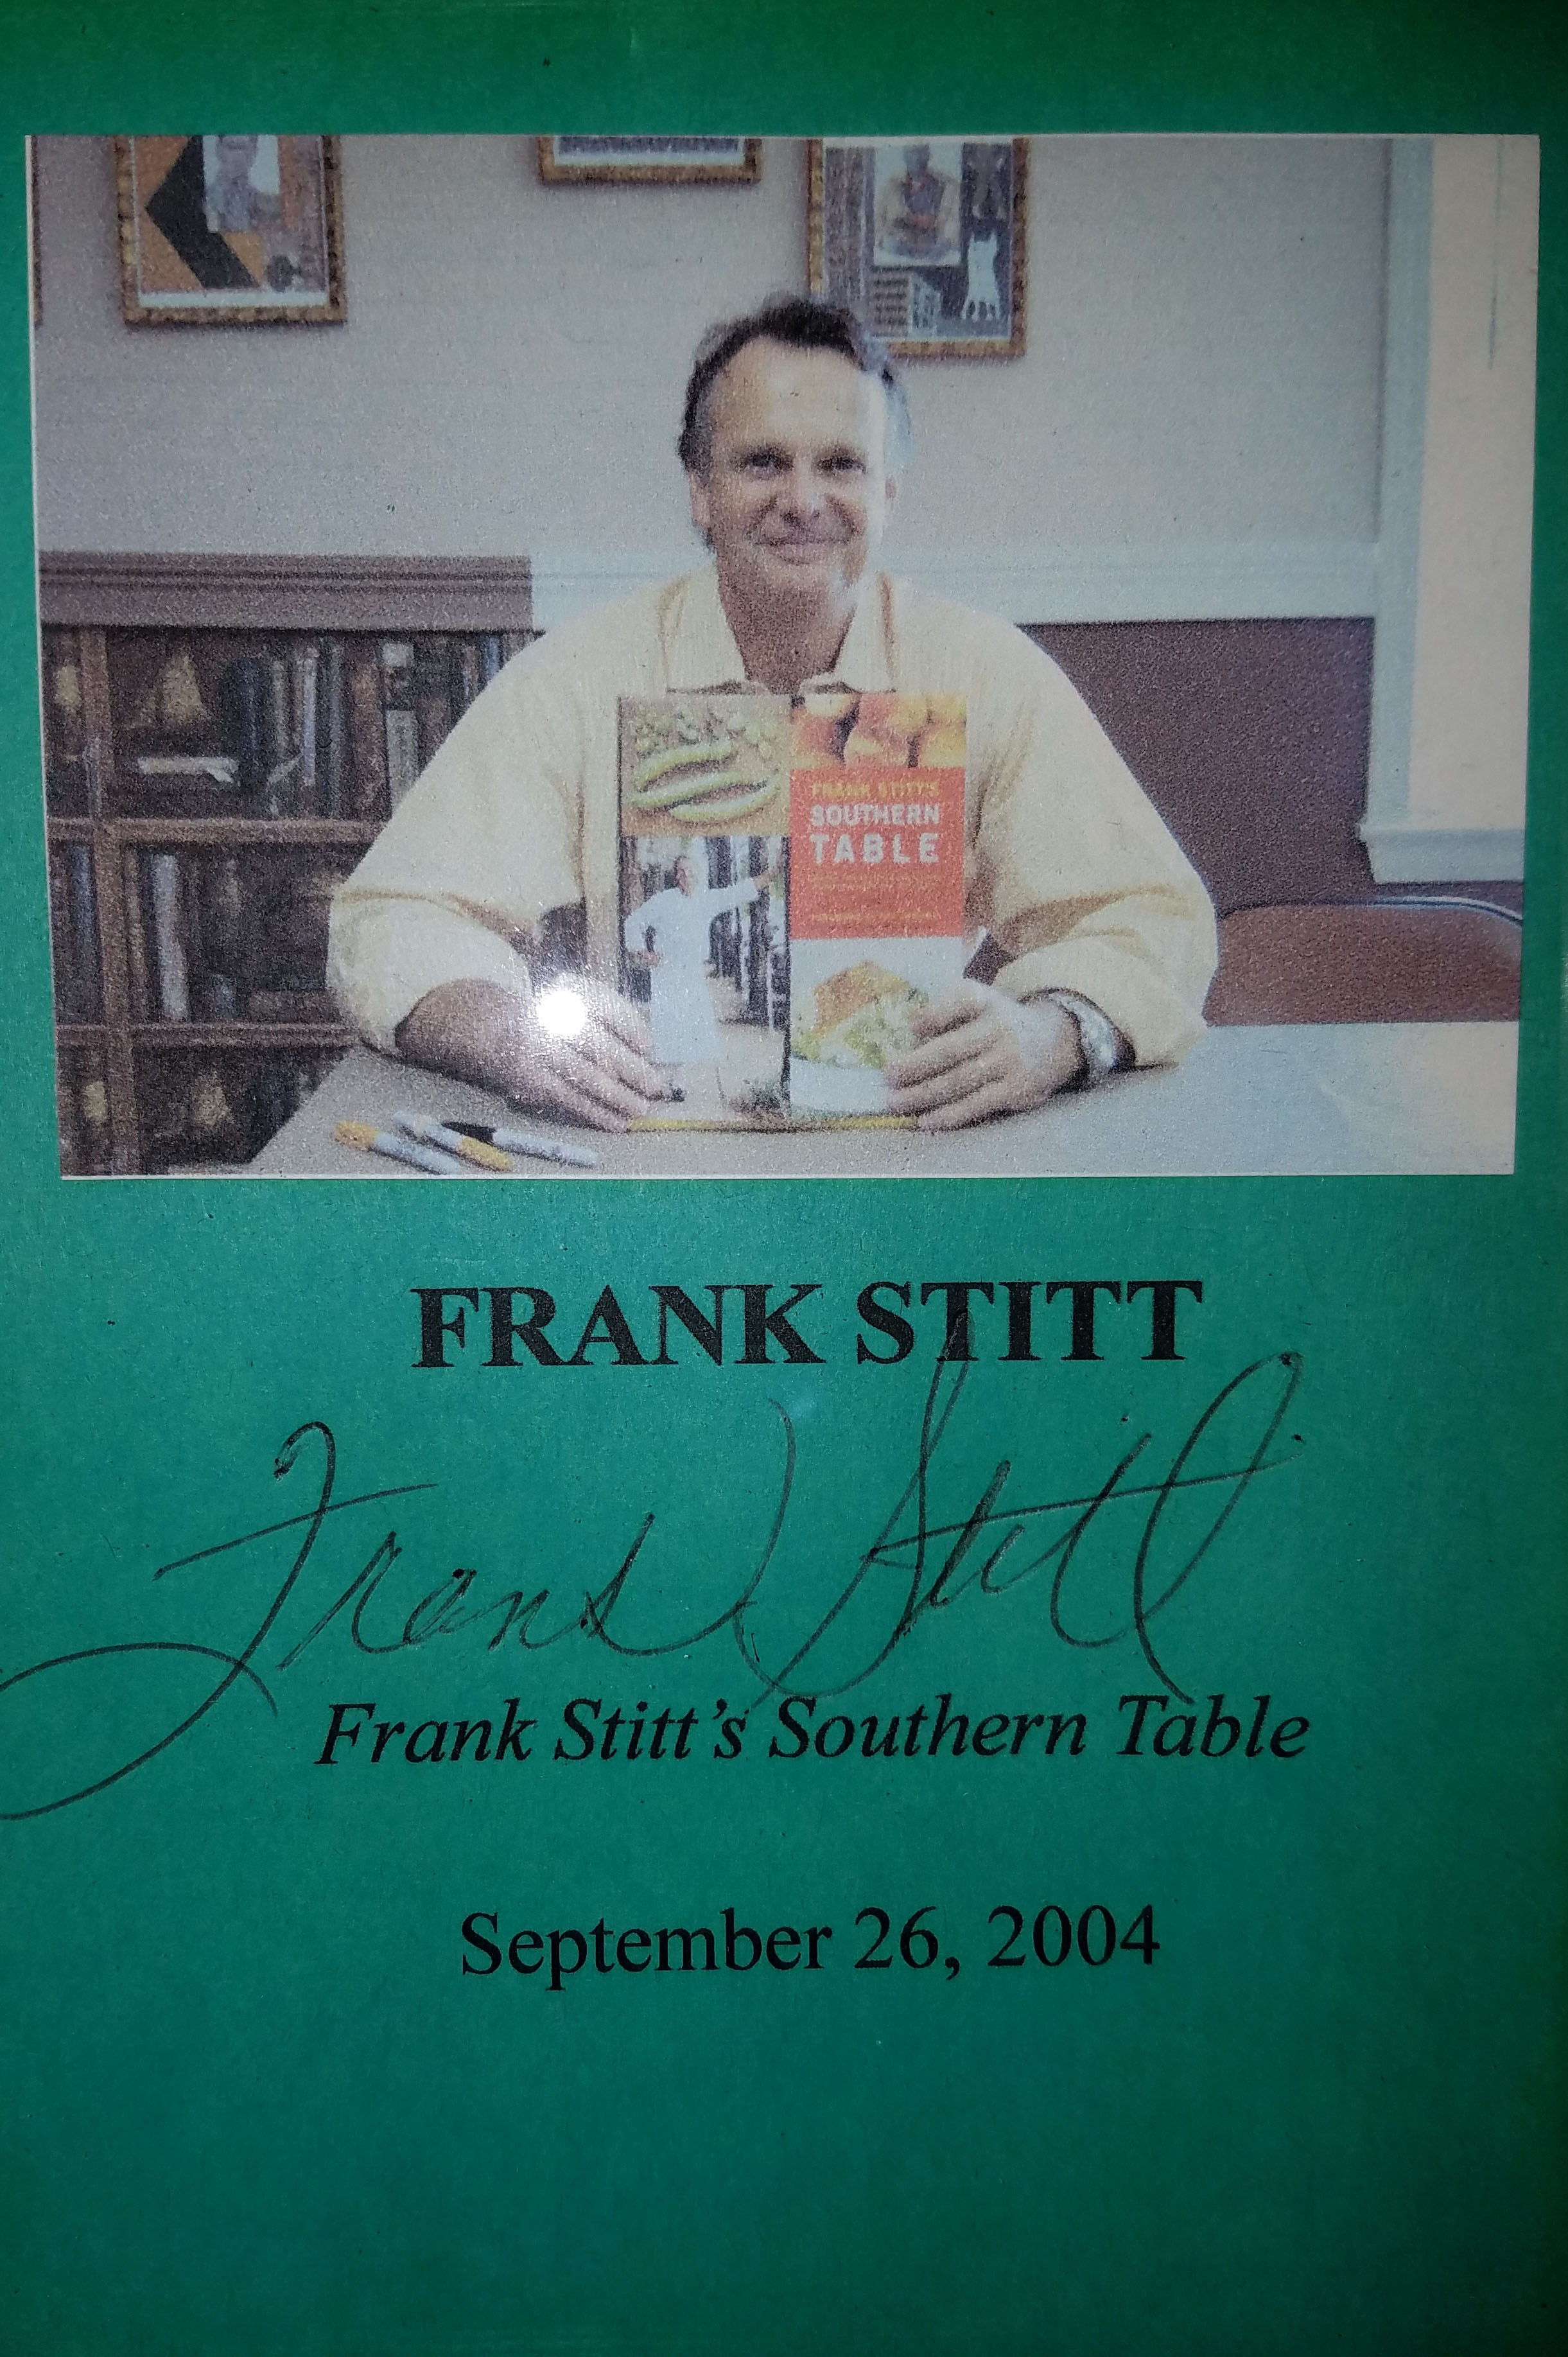 FRANK STITT'S
SOUTHERN
TABLE
FRANK STITT
Frank Stitt
Frank Stitt's Southern Table
September 26, 2004